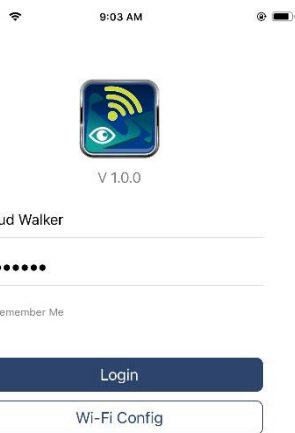 9:03 AM
V 1.0.0
ud Walker
emember Me
Login
Wi-Fi Config